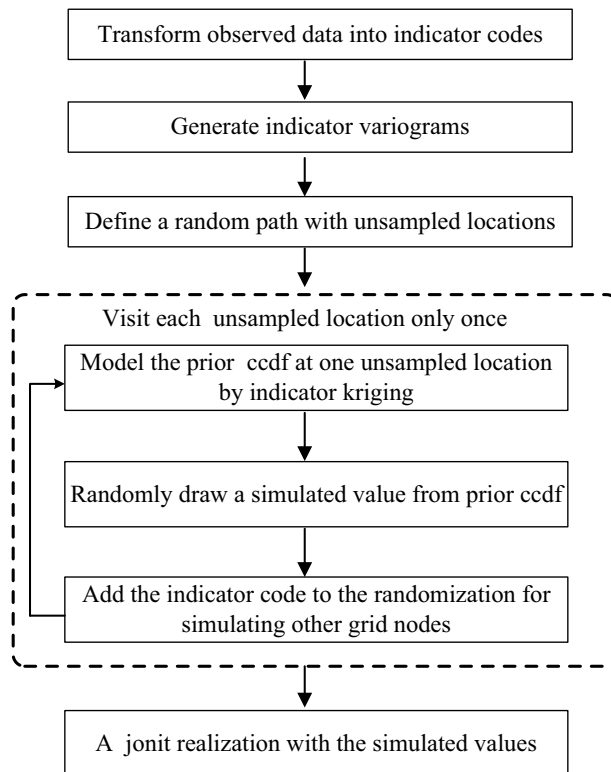 Transform observed data into indicator codes
Generate indicator variograms
Define a random path with unsampled locations
Visit each unsampled location only once
Model the prior ccdf at one unsampled location
by indicator kriging
Randomly draw a simulated value from prior ccdf
Add the indicator code to the randomization for
simulating other grid nodes
A jonit realization with the simulated values